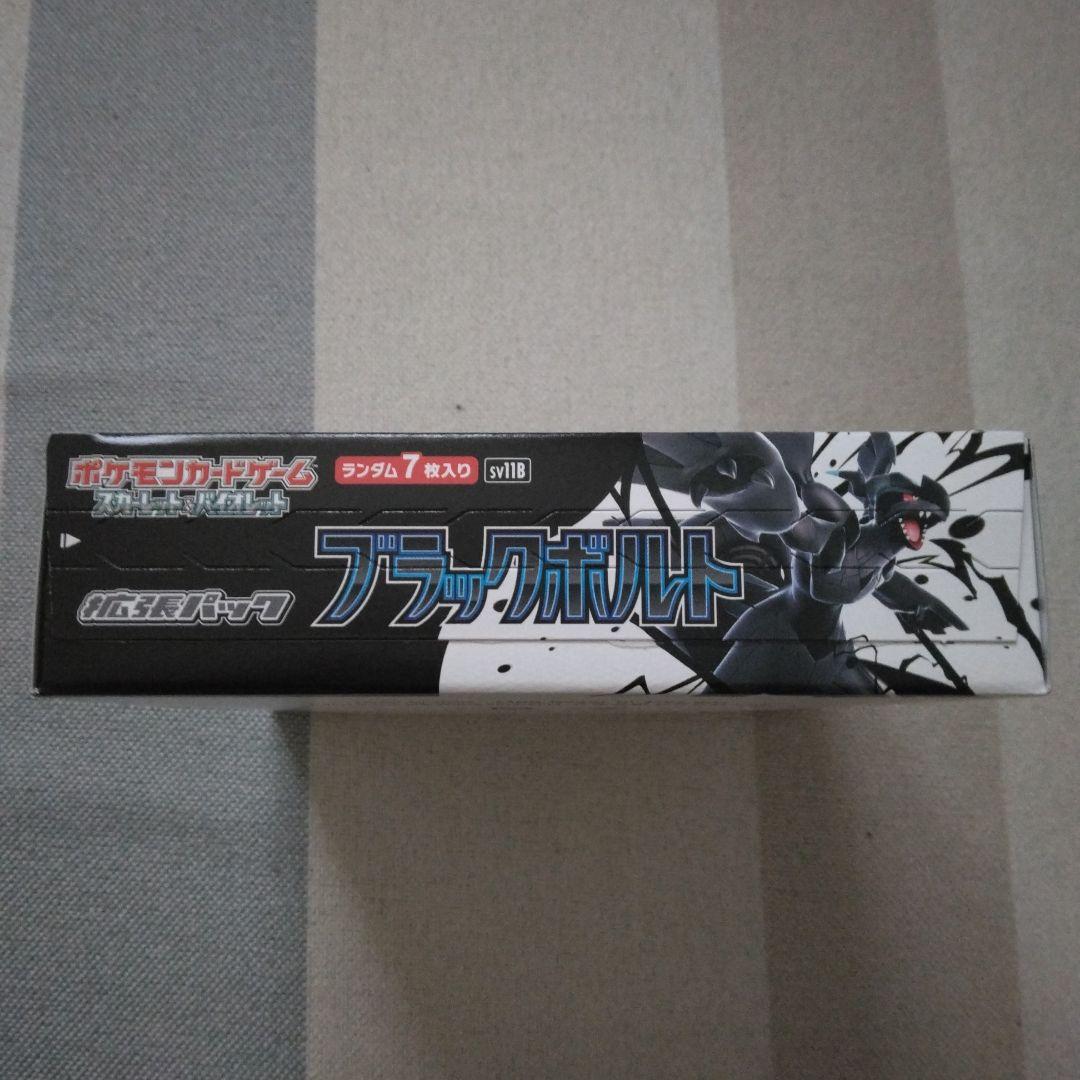 ポケモンカードゲーム
スカーレット&バイオレット
ランダム7枚入り
sv11B
拡張パック
ブラックボルト